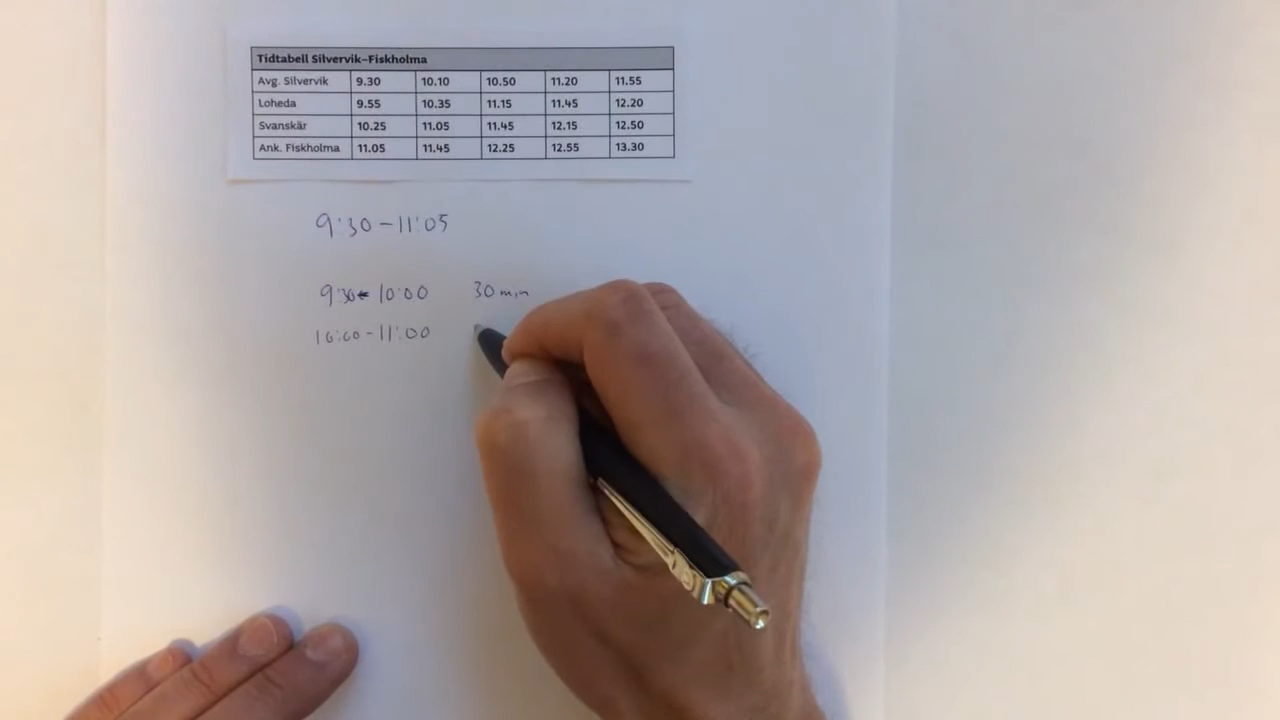 Tidtabell Silvervik–Fiskholma
Avg. Silvervik 9.30 10.10 10.50 11.20 11.55
Loheda 9.55 10.35 11.15 11.45 12.20
Svanskär 10.25 11.05 11.45 12.15 12.50
Ank. Fiskholma 11.05 11.45 12.25 12.55 13.30
9:30 - 11:05
9:30 - 10:00 30 min
10:00 - 11:00